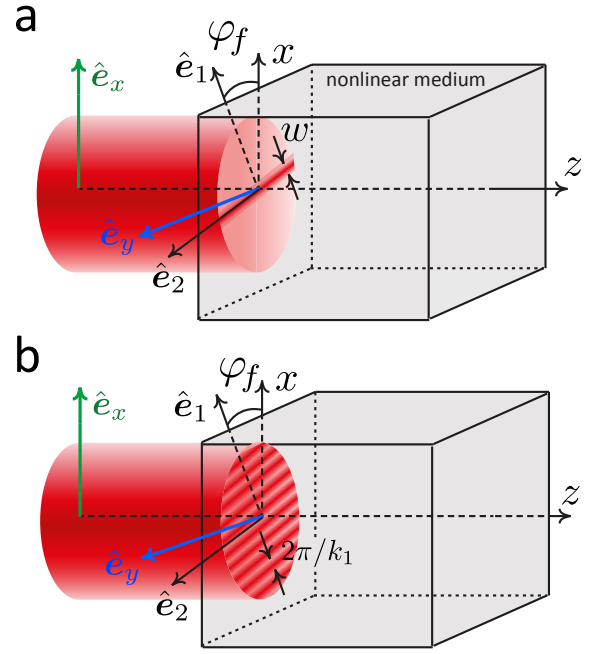 a
φ_f
x
ê_1
ê_x
nonlinear medium
w
z
ê_y
ê_2
b
φ_f
x
ê_1
ê_x
z
2π/k_1
ê_y
ê_2